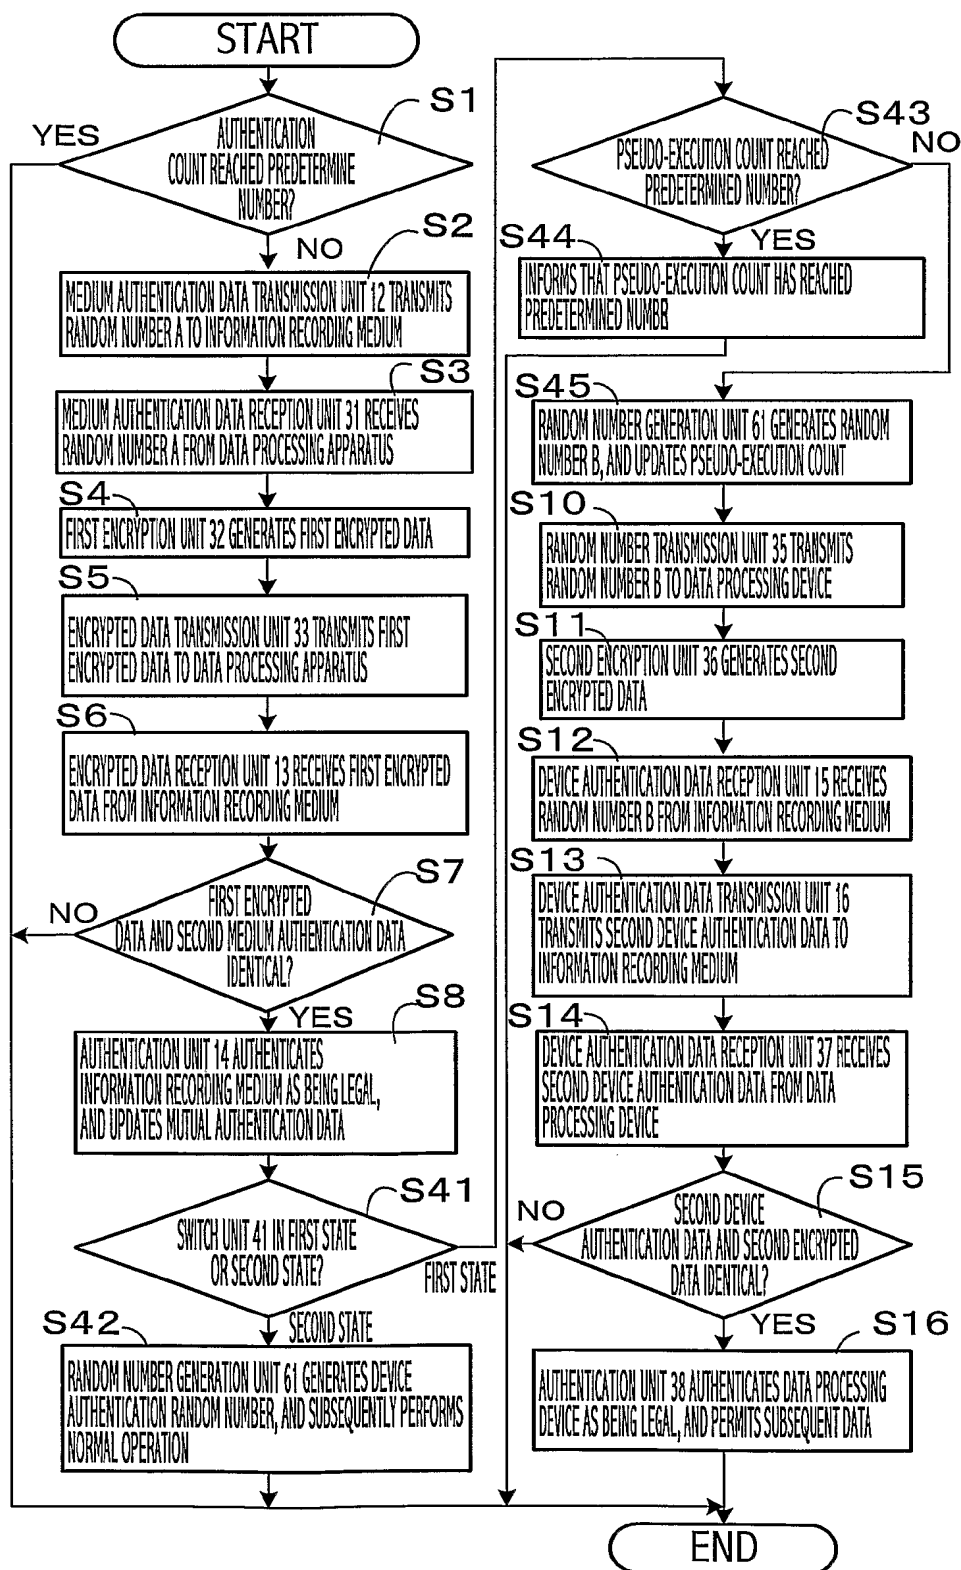 START
S1
YES
AUTHENTICATION
COUNT REACHED PREDETERMINE
NUMBER?
NO
S2
MEDIUM AUTHENTICATION DATA TRANSMISSION UNIT 12 TRANSMITS
RANDOM NUMBER A TO INFORMATION RECORDING MEDIUM
S3
MEDIUM AUTHENTICATION DATA RECEPTION UNIT 31 RECEIVES
RANDOM NUMBER A FROM DATA PROCESSING APPARATUS
S4
FIRST ENCRYPTION UNIT 32 GENERATES FIRST ENCRYPTED DATA
S5
ENCRYPTED DATA TRANSMISSION UNIT 33 TRANSMITS FIRST
ENCRYPTED DATA TO DATA PROCESSING APPARATUS
S6
ENCRYPTED DATA RECEPTION UNIT 13 RECEIVES FIRST ENCRYPTED
DATA FROM INFORMATION RECORDING MEDIUM
S7
NO
FIRST ENCRYPTED
DATA AND SECOND MEDIUM AUTHENTICATION DATA
IDENTICAL?
YES
S8
AUTHENTICATION UNIT 14 AUTHENTICATES
INFORMATION RECORDING MEDIUM AS BEING LEGAL,
AND UPDATES MUTUAL AUTHENTICATION DATA
S41
SWITCH UNIT 41 IN FIRST STATE
OR SECOND STATE?
FIRST STATE
SECOND STATE
S42
RANDOM NUMBER GENERATION UNIT 61 GENERATES DEVICE
AUTHENTICATION RANDOM NUMBER, AND SUBSEQUENTLY PERFORMS
NORMAL OPERATION
S43
NO
PSEUDO-EXECUTION COUNT REACHED
PREDETERMINED NUMBER?
YES
S44
INFORMS THAT PSEUDO-EXECUTION COUNT HAS REACHED
PREDETERMINED NUMBE
S45
RANDOM NUMBER GENERATION UNIT 61 GENERATES RANDOM
NUMBER B, AND UPDATES PSEUDO-EXECUTION COUNT
S10
RANDOM NUMBER TRANSMISSION UNIT 35 TRANSMITS
RANDOM NUMBER B TO DATA PROCESSING DEVICE
S11
SECOND ENCRYPTION UNIT 36 GENERATES SECOND
ENCRYPTED DATA
S12
DEVICE AUTHENTICATION DATA RECEPTION UNIT 15 RECEIVES
RANDOM NUMBER B FROM INFORMATION RECORDING MEDIUM
S13
DEVICE AUTHENTICATION DATA TRANSMISSION UNIT 16
TRANSMITS SECOND DEVICE AUTHENTICATION DATA TO
INFORMATION RECORDING MEDIUM
S14
DEVICE AUTHENTICATION DATA RECEPTION UNIT 37 RECEIVES
SECOND DEVICE AUTHENTICATION DATA FROM DATA
PROCESSING DEVICE
S15
NO
SECOND DEVICE
AUTHENTICATION DATA AND SECOND ENCRYPTED
DATA IDENTICAL?
YES
S16
AUTHENTICATION UNIT 38 AUTHENTICATES DATA PROCESSING
DEVICE AS BEING LEGAL, AND PERMITS SUBSEQUENT DATA
END